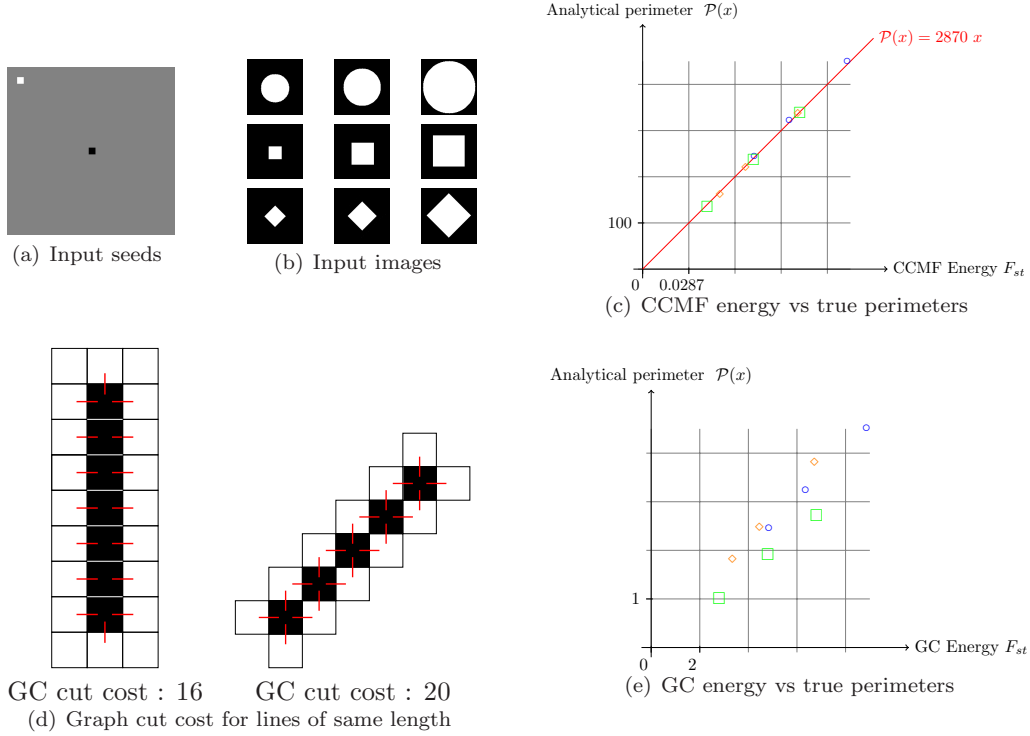 (a) Input seeds
(b) Input images
Analytical perimeter P(x)
P(x) = 2870 x
100
CCMF Energy F_st
0
0.0287
(c) CCMF energy vs true perimeters
GC cut cost : 16
GC cut cost : 20
(d) Graph cut cost for lines of same length
Analytical perimeter P(x)
1
GC Energy F_st
0
2
(e) GC energy vs true perimeters